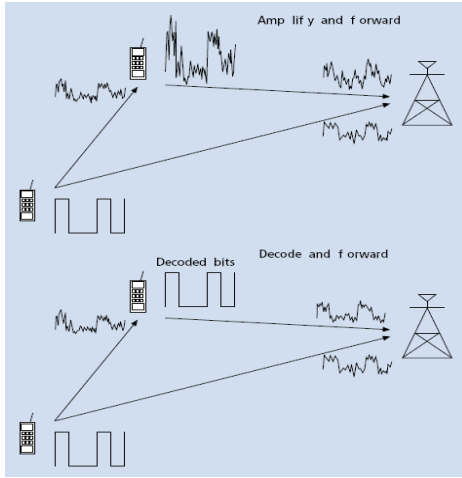 Amp lif y and f orward
Decode and f orward
Decoded bits